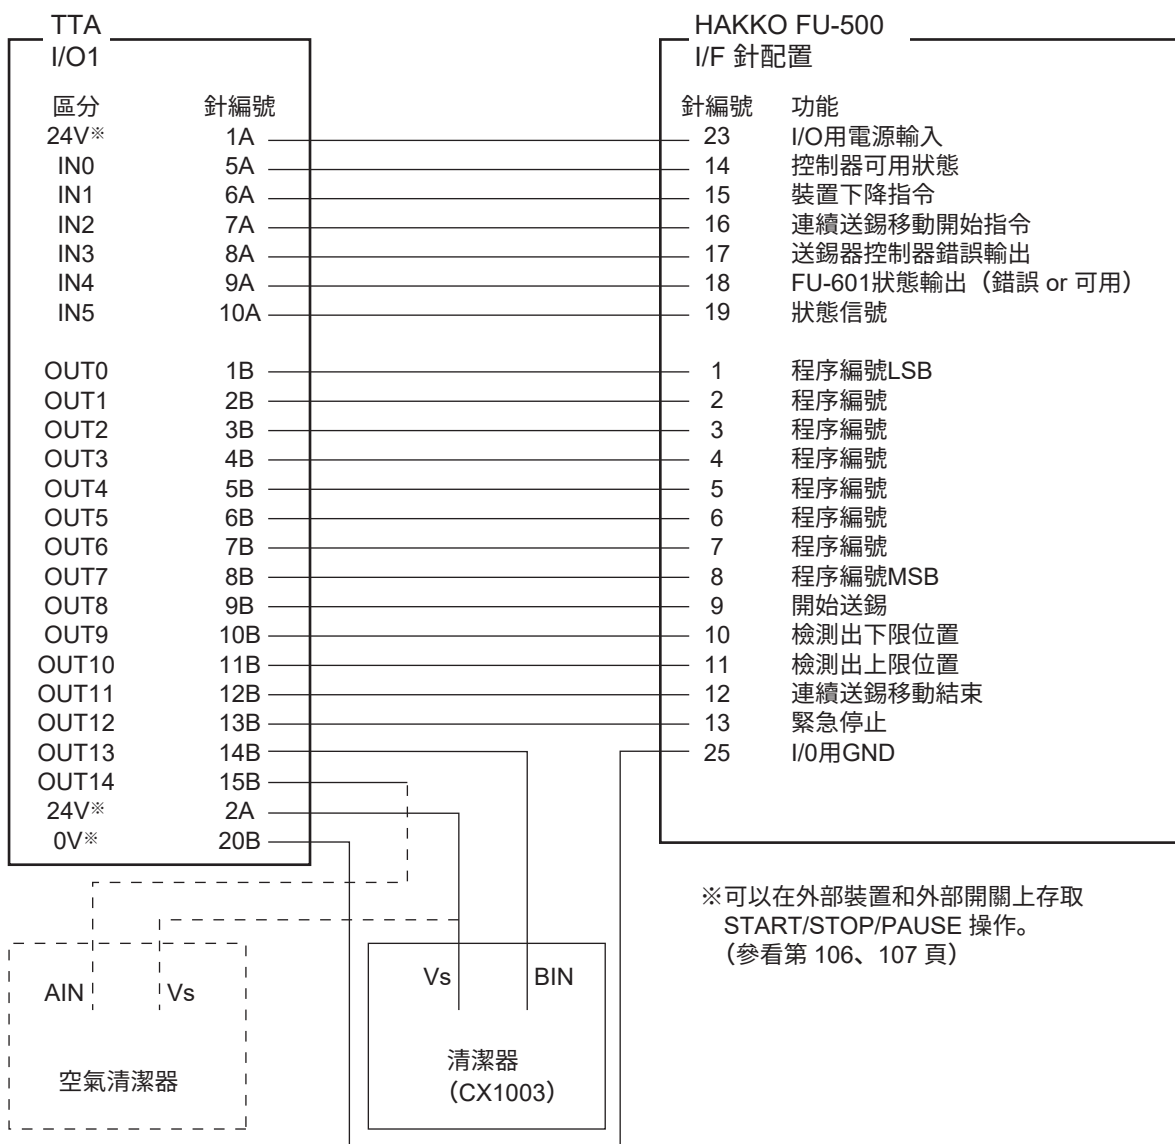 TTA
I/O1
區分 針編號
24V※ 1A
IN0 5A
IN1 6A
IN2 7A
IN3 8A
IN4 9A
IN5 10A
OUT0 1B
OUT1 2B
OUT2 3B
OUT3 4B
OUT4 5B
OUT5 6B
OUT6 7B
OUT7 8B
OUT8 9B
OUT9 10B
OUT10 11B
OUT11 12B
OUT12 13B
OUT13 14B
OUT14 15B
24V※ 2A
0V※ 20B
HAKKO FU-500
I/F 針配置
針編號 功能
23 I/O用電源輸入
14 控制器可用狀態
15 裝置下降指令
16 連續送錫移動開始指令
17 送錫器控制器錯誤輸出
18 FU-601狀態輸出（錯誤 or 可用）
19 狀態信號
1 程序編號LSB
2 程序編號
3 程序編號
4 程序編號
5 程序編號
6 程序編號
7 程序編號
8 程序編號MSB
9 開始送錫
10 檢測出下限位置
11 檢測出上限位置
12 連續送錫移動結束
13 緊急停止
25 I/0用GND
※可以在外部裝置和外部開關上存取
START/STOP/PAUSE 操作。
（參看第 106、107 頁）
AIN Vs
空氣清潔器
Vs BIN
清潔器
（CX1003）